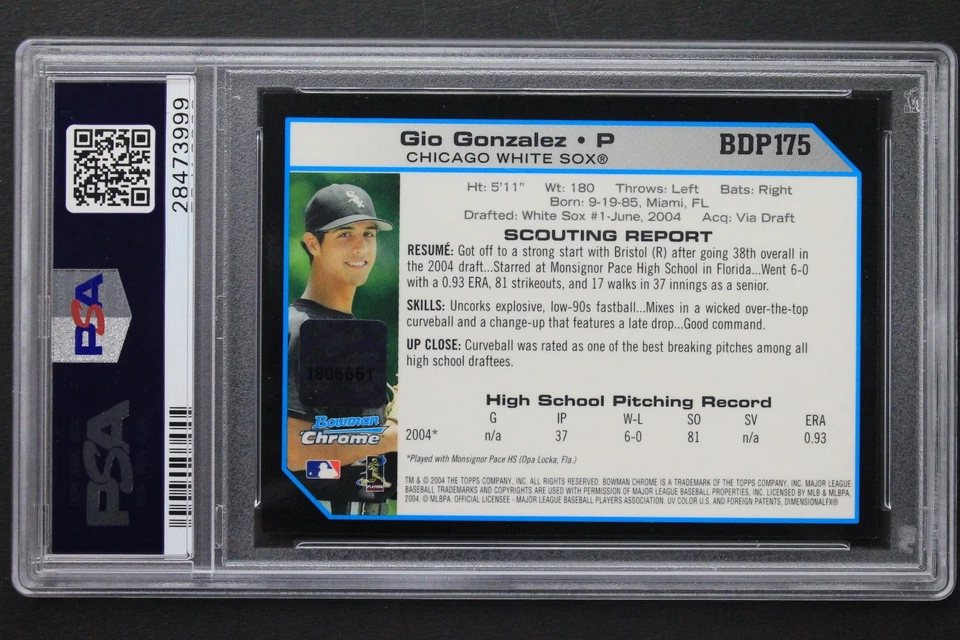 28473999
PSA
PSA
Gio Gonzalez • P
CHICAGO WHITE SOX®
BDP175
Ht: 5'11" Wt: 180 Throws: Left Bats: Right
Born: 9-19-85, Miami, FL
Drafted: White Sox #1-June, 2004 Acq: Via Draft
SCOUTING REPORT
RESUMÉ: Got off to a strong start with Bristol (R) after going 38th overall in
the 2004 draft...Starred at Monsignor Pace High School in Florida...Went 6-0
with a 0.93 ERA, 81 strikeouts, and 17 walks in 37 innings as a senior.
SKILLS: Uncorks explosive, low-90s fastball...Mixes in a wicked over-the-top
curveball and a change-up that features a late drop...Good command.
UP CLOSE: Curveball was rated as one of the best breaking pitches among all
high school draftees.
Bowman
Chrome
High School Pitching Record
G IP W-L SO SV ERA
2004* n/a 37 6-0 81 n/a 0.93
*Played with Monsignor Pace HS (Opa Locka, Fla.)
TM & © 2004 THE TOPPS COMPANY, INC. ALL RIGHTS RESERVED. BOWMAN CHROME IS A TRADEMARK OF THE TOPPS COMPANY, INC. MAJOR LEAGUE
BASEBALL TRADEMARKS AND COPYRIGHTS ARE USED WITH PERMISSION OF MAJOR LEAGUE BASEBALL PROPERTIES, INC. LICENSED BY MLB & MLBPA,
2004. © MLBPA. OFFICIAL LICENSEE - MAJOR LEAGUE BASEBALL PLAYERS ASSOCIATION. UV COLOR U.S. AND FOREIGN PATENTS, DIMENSIONALFX®